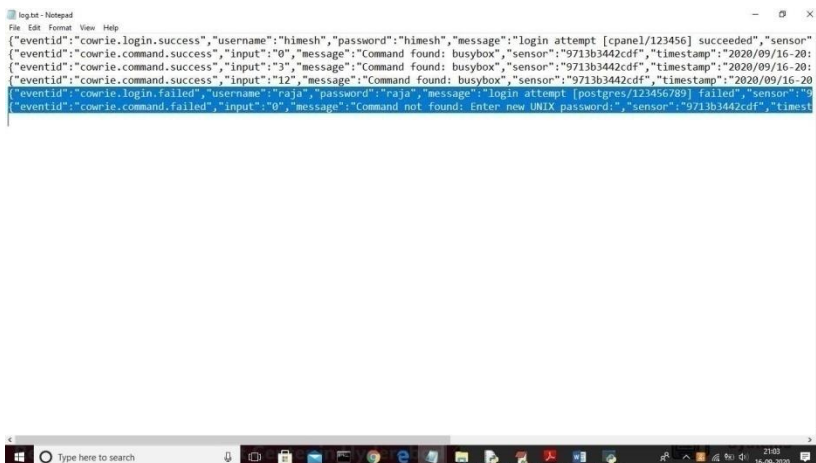 log.txt - Notepad
File Edit Format View Help
{"eventid":"cowrie.login.success","username":"himesh","password":"himesh","message":"login attempt [cpanel/123456] succeeded","sensor"
{"eventid":"cowrie.command.success","input":"0","message":"Command found: busybox","sensor":"9713b3442cdf","timestamp":"2020/09/16-20:
{"eventid":"cowrie.command.success","input":"3","message":"Command found: busybox","sensor":"9713b3442cdf","timestamp":"2020/09/16-20:
{"eventid":"cowrie.command.success","input":"12","message":"Command found: busybox","sensor":"9713b3442cdf","timestamp":"2020/09/16-20
{"eventid":"cowrie.login.failed","username":"raja","password":"raja","message":"login attempt [postgres/123456789] failed","sensor":"9
{"eventid":"cowrie.command.failed","input":"0","message":"Command not found: Enter new UNIX password:","sensor":"9713b3442cdf","timest
Type here to search
21:03
16-09-2020